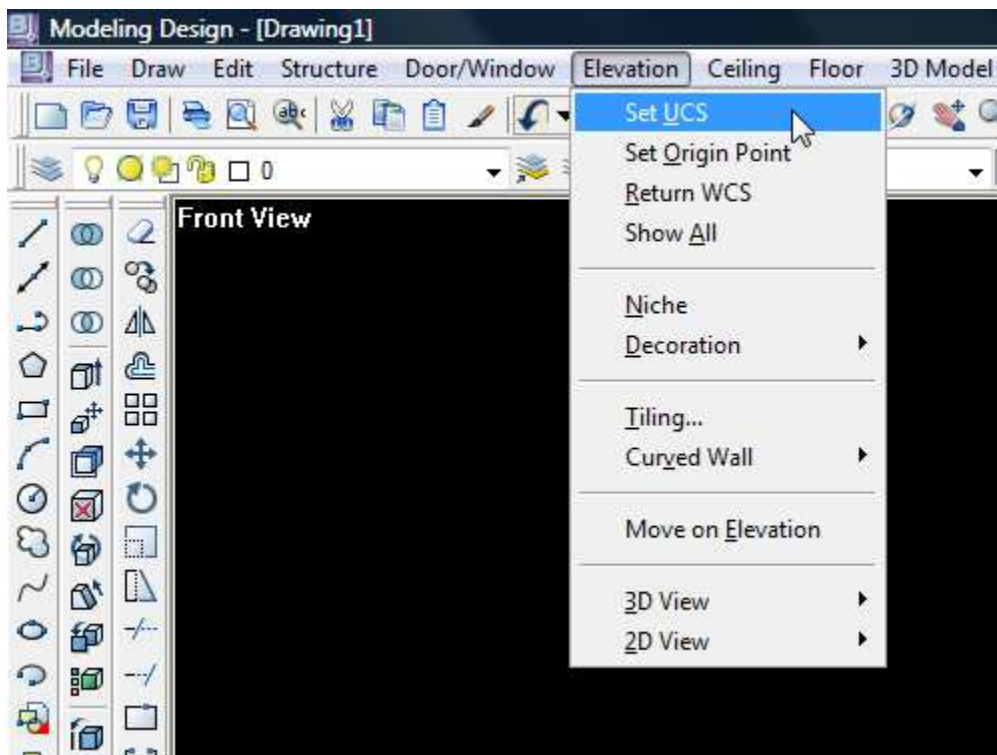 Modeling Design - [Drawing1]
File Draw Edit Structure Door/Window Elevation Ceiling Floor 3D Model
abc
Set UCS
0
Set Origin Point
Return WCS
Front View
Show All
Niche
Decoration
Tiling...
Curved Wall
Move on Elevation
3D View
2D View